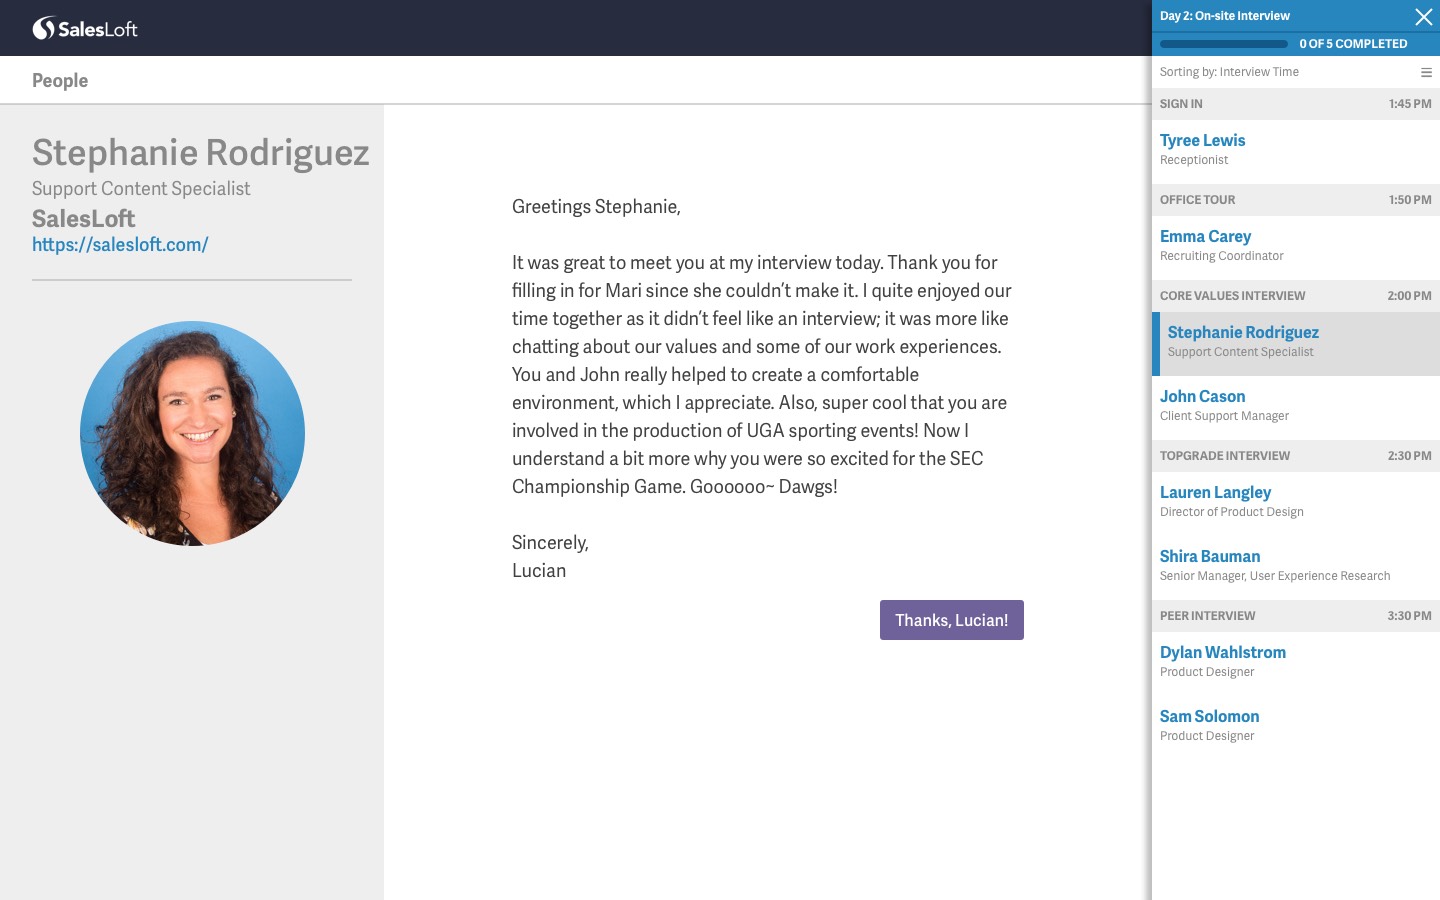 SalesLoft
People
Stephanie Rodriguez
Support Content Specialist
SalesLoft
https://salesloft.com/
Greetings Stephanie,
It was great to meet you at my interview today. Thank you for
filling in for Mari since she couldn't make it. I quite enjoyed our
time together as it didn't feel like an interview; it was more like
chatting about our values and some of our work experiences.
You and John really helped to create a comfortable
environment, which I appreciate. Also, super cool that you are
involved in the production of UGA sporting events! Now I
understand a bit more why you were so excited for the SEC
Championship Game. Goooooo~ Dawgs!
Sincerely,
Lucian
Thanks, Lucian!
Day 2: On-site Interview
0 OF 5 COMPLETED
Sorting by: Interview Time
SIGN IN 1:45 PM
Tyree Lewis
Receptionist
OFFICE TOUR 1:50 PM
Emma Carey
Recruiting Coordinator
CORE VALUES INTERVIEW 2:00 PM
Stephanie Rodriguez
Support Content Specialist
John Cason
Client Support Manager
TOPGRADE INTERVIEW 2:30 PM
Lauren Langley
Director of Product Design
Shira Bauman
Senior Manager, User Experience Research
PEER INTERVIEW 3:30 PM
Dylan Wahlstrom
Product Designer
Sam Solomon
Product Designer